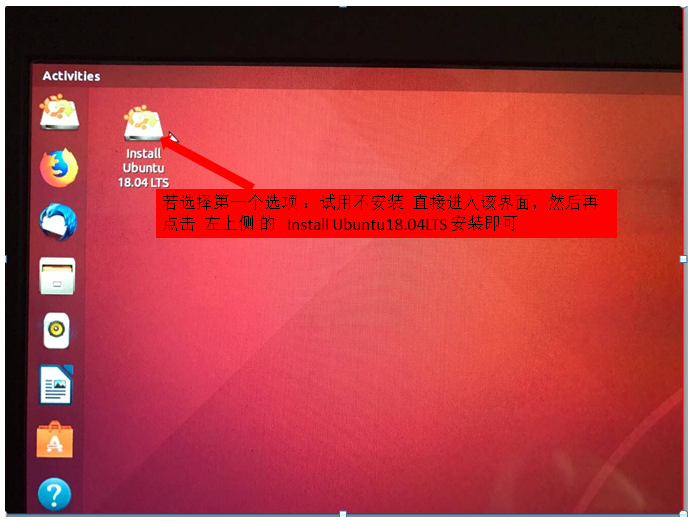 Activities
Install
Ubuntu
18.04 LTS
若选择第一个选项： 试用不安装 直接进入该界面，然后再
点击 左上侧 的 Install Ubuntu18.04LTS 安装即可